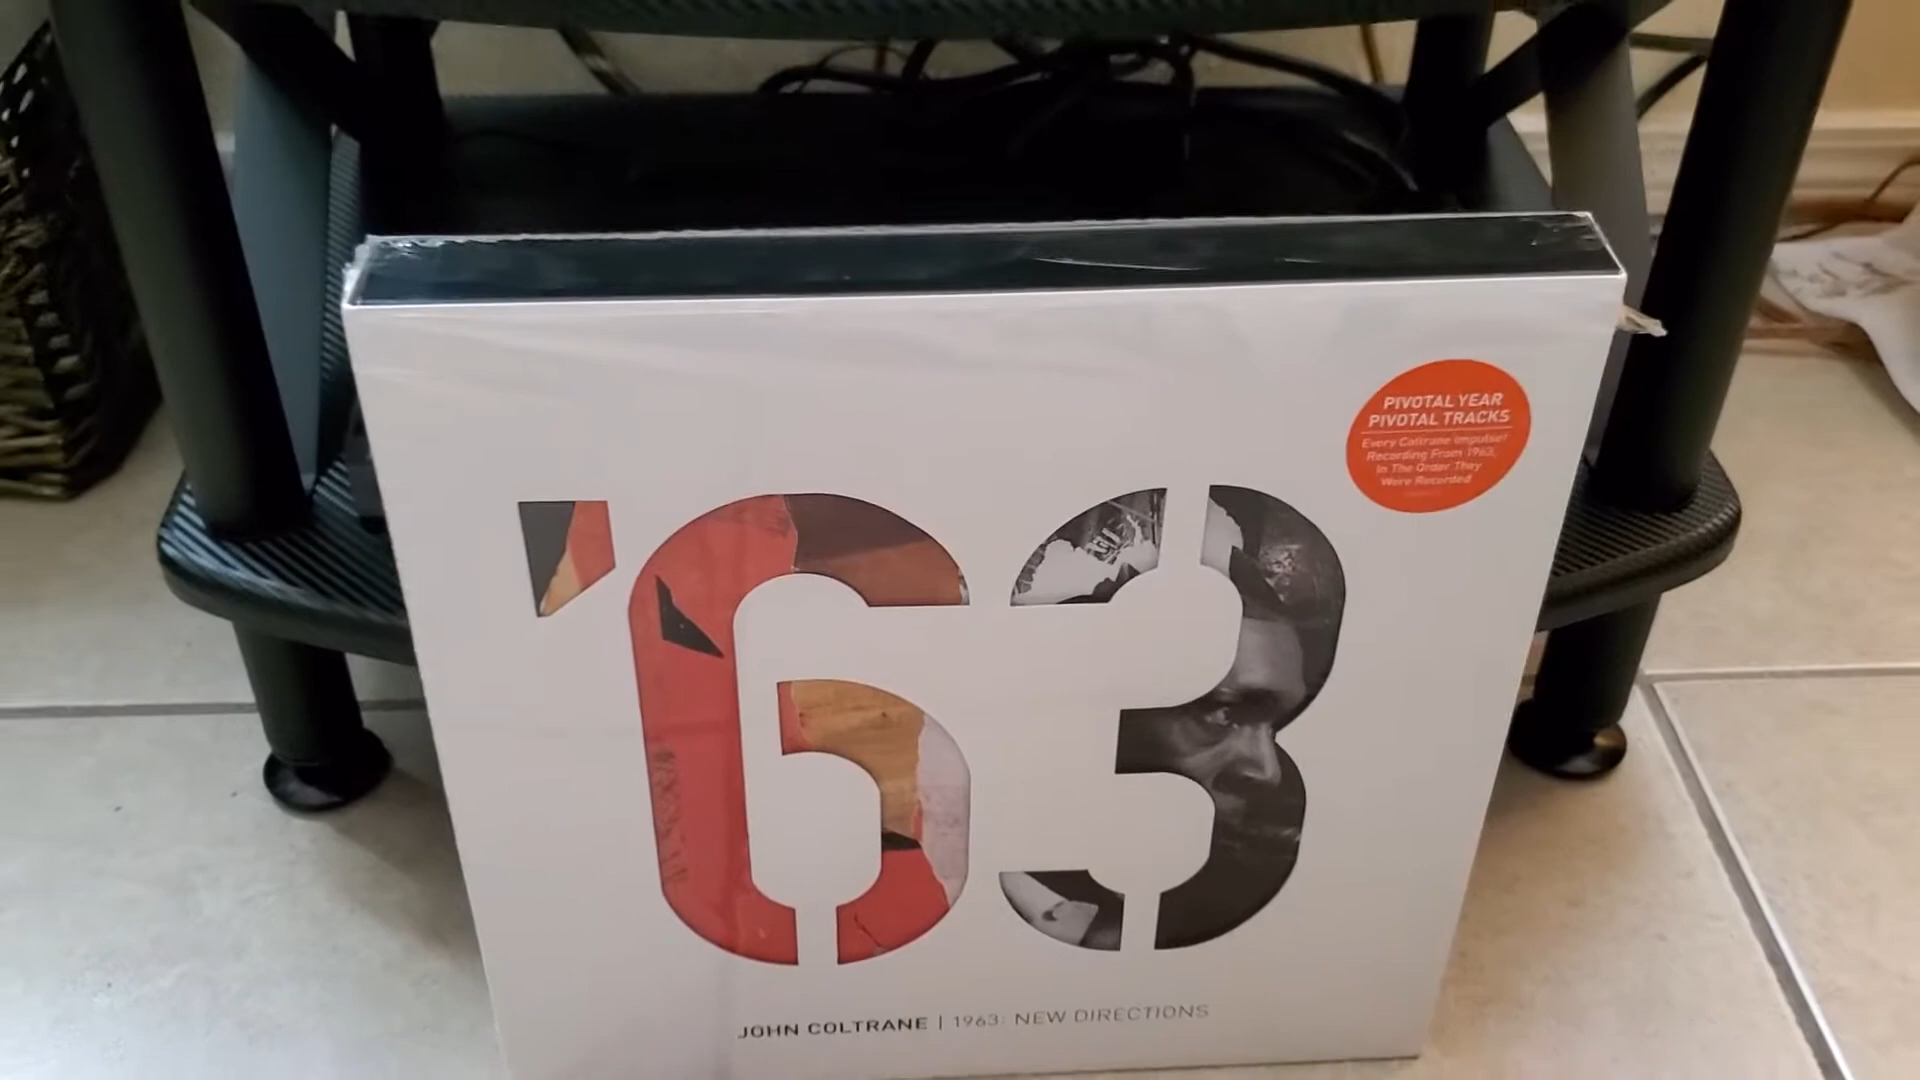 PIVOTAL YEAR
PIVOTAL TRACKS
Every Coltrane Impulse!
Recording From 1963,
In The Order They
Were Recorded
'63
JOHN COLTRANE | 1963: NEW DIRECTIONS